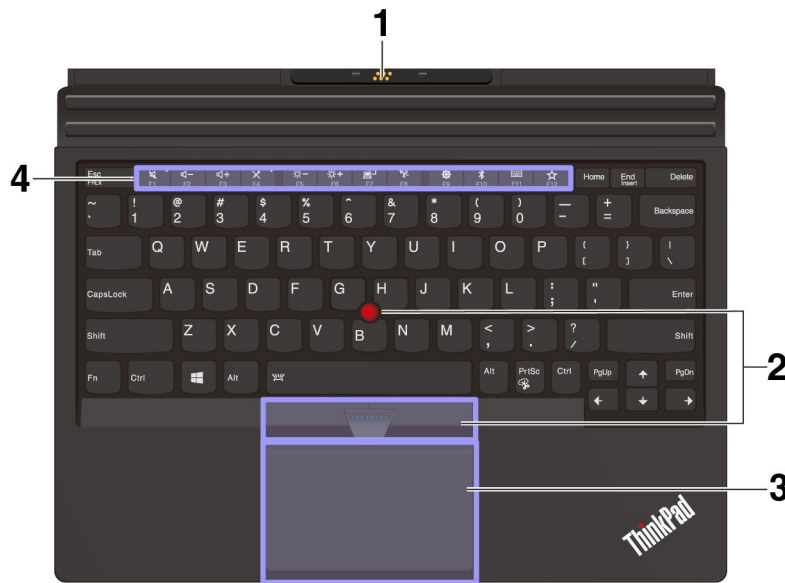 1
4
Esc
FnLk
F1 F2 F3 F4 F5 F6 F7 F8 F9 F10 F11 F12
Home End Insert Delete
~ ! @ # $ % ^ & * ( ) — +
` 1 2 3 4 5 6 7 8 9 0 - = Backspace
Tab Q W E R T Y U I O P { [ } ] | \
CapsLock A S D F G H J K L : ; " ' Enter
Shift Z X C V B N M < , > . ? / Shift
2
Fn Ctrl Alt Alt PrtSc Ctrl PgUp PgDn
3
ThinkPad